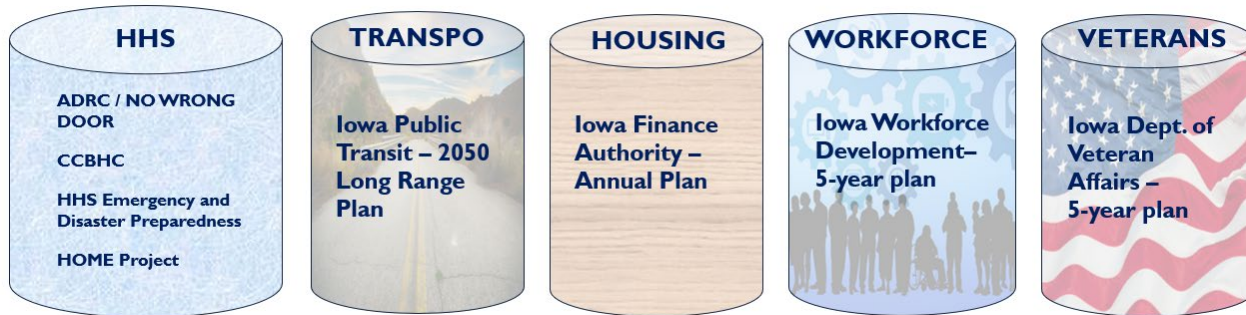 HHS
ADRC / NO WRONG
DOOR
CCBHC
HHS Emergency and
Disaster Preparedness
HOME Project
TRANSPO
Iowa Public
Transit – 2050
Long Range
Plan
HOUSING
Iowa Finance
Authority –
Annual Plan
WORKFORCE
Iowa Workforce
Development–
5-year plan
VETERANS
Iowa Dept. of
Veteran
Affairs –
5-year plan